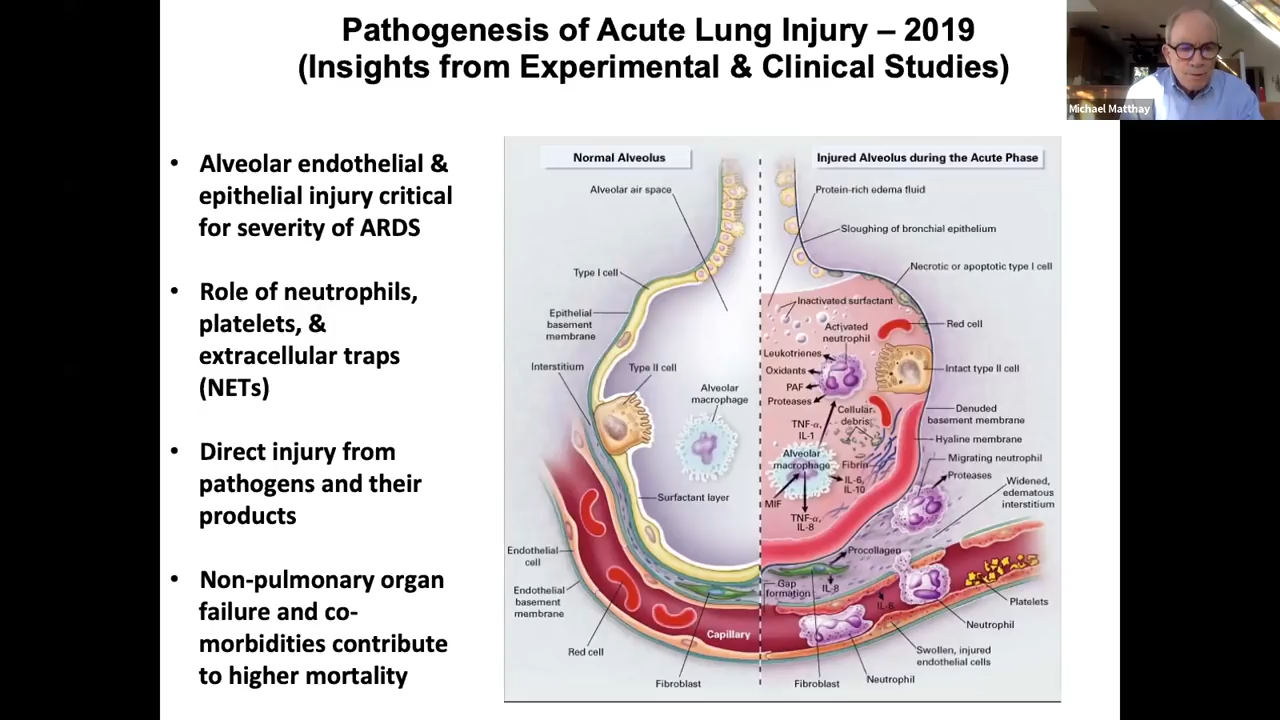 Pathogenesis of Acute Lung Injury – 2019
(Insights from Experimental & Clinical Studies)
Michael Matthay
• Alveolar endothelial &
epithelial injury critical
for severity of ARDS
• Role of neutrophils,
platelets, &
extracellular traps
(NETs)
• Direct injury from
pathogens and their
products
• Non-pulmonary organ
failure and co-
morbidities contribute
to higher mortality
Normal Alveolus
Alveolar air space
Type I cell
Epithelial
basement
membrane
Interstitium
Type II cell
Alveolar
macrophage
Surfactant layer
Endothelial
cell
Endothelial
basement
membrane
Capillary
Red cell
Fibroblast
Injured Alveolus during the Acute Phase
Protein-rich edema fluid
Sloughing of bronchial epithelium
Necrotic or apoptotic type I cell
Inactivated surfactant
Red cell
Activated
neutrophil
Leukotrienes
Oxidants
PAF
Proteases
Intact type II cell
Cellular
debris
Denuded
basement membrane
TNF-α,
IL-1
Hyaline membrane
Alveolar
macrophage
Fibrin
Migrating neutrophil
Proteases
IL-6,
IL-10
Widened,
edematous
interstitium
MIF
TNF-α,
IL-8
Procollagen
Gap
formation
IL-8
IL-8
Platelets
Neutrophil
Swollen, injured
endothelial cells
Neutrophil
Fibroblast